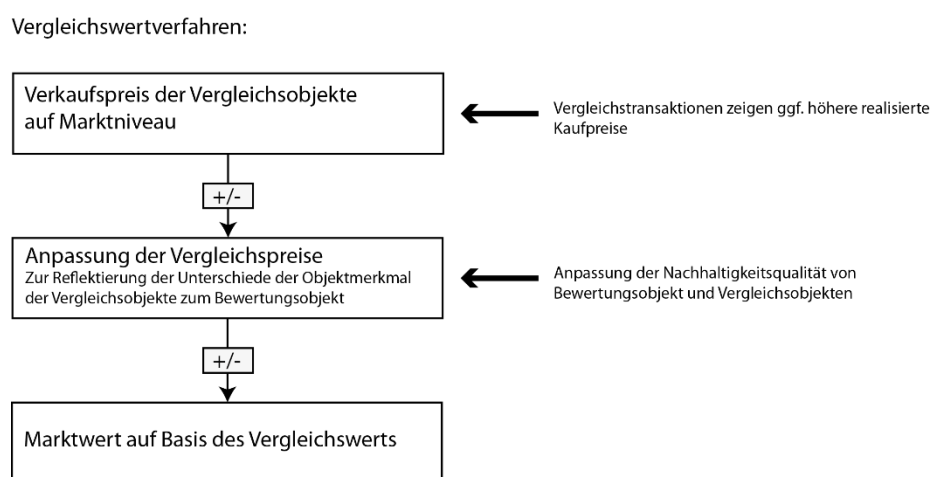 Vergleichswertverfahren:
Verkaufspreis der Vergleichsobjekte
auf Marktniveau
Vergleichstransaktionen zeigen ggf. höhere realisierte
Kaufpreise
+/-
Anpassung der Vergleichspreise
Zur Reflektierung der Unterschiede der Objektmerkmal
der Vergleichsobjekte zum Bewertungsobjekt
Anpassung der Nachhaltigkeitsqualität von
Bewertungsobjekt und Vergleichsobjekten
+/-
Marktwert auf Basis des Vergleichswerts